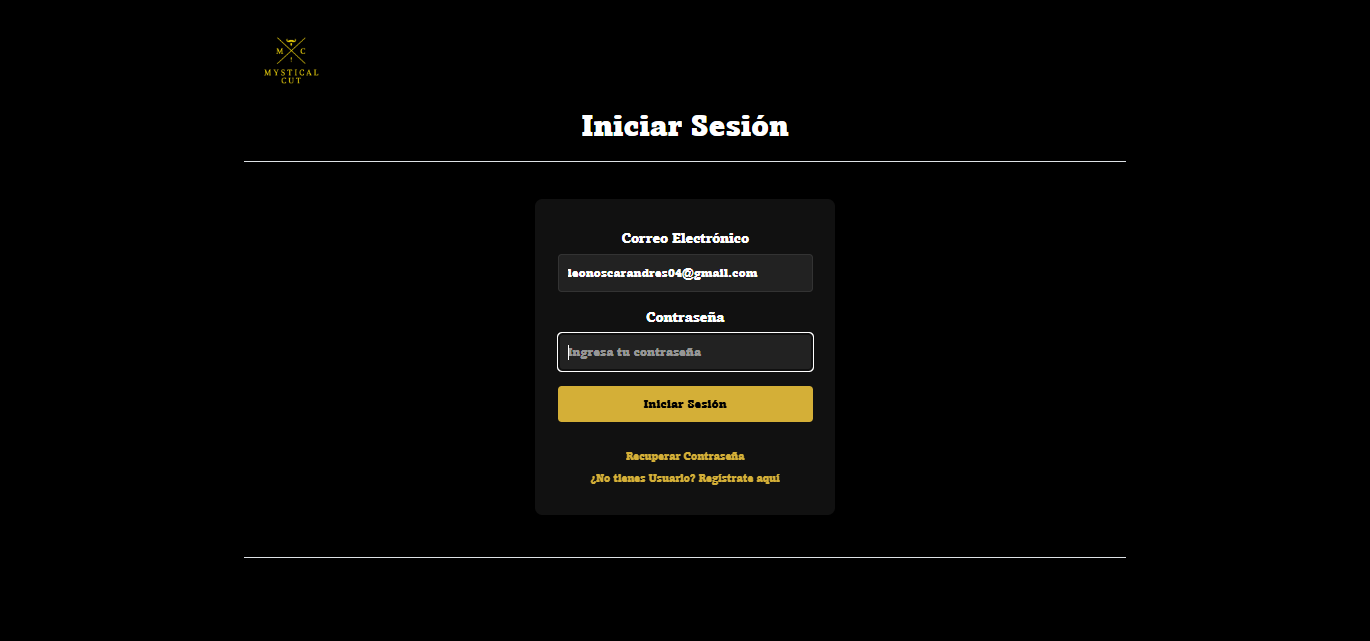 M C
MYSTICAL
CUT
Iniciar Sesión
Correo Electrónico
leonoscarandres04@gmail.com
Contraseña
Ingresa tu contraseña
Iniciar Sesión
Recuperar Contraseña
¿No tienes Usuario? Regístrate aquí